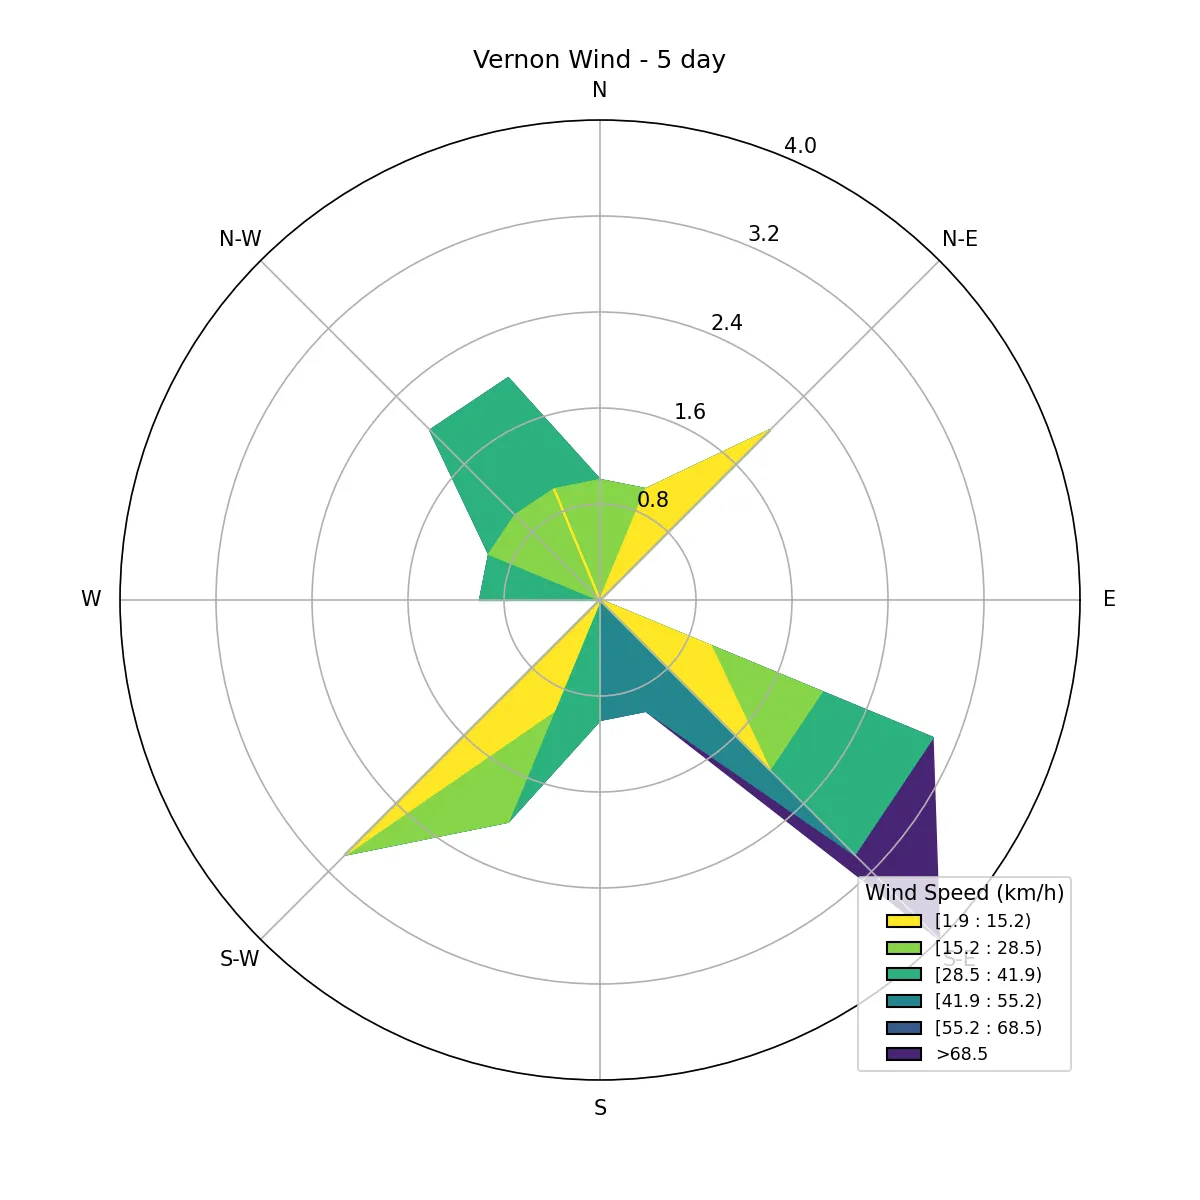 Vernon Wind - 5 day
N
4.0
N-W
3.2
N-E
2.4
1.6
0.8
W
E
S-W
S-E
Wind Speed (km/h)
[1.9 : 15.2)
[15.2 : 28.5)
[28.5 : 41.9)
[41.9 : 55.2)
[55.2 : 68.5)
>68.5
S